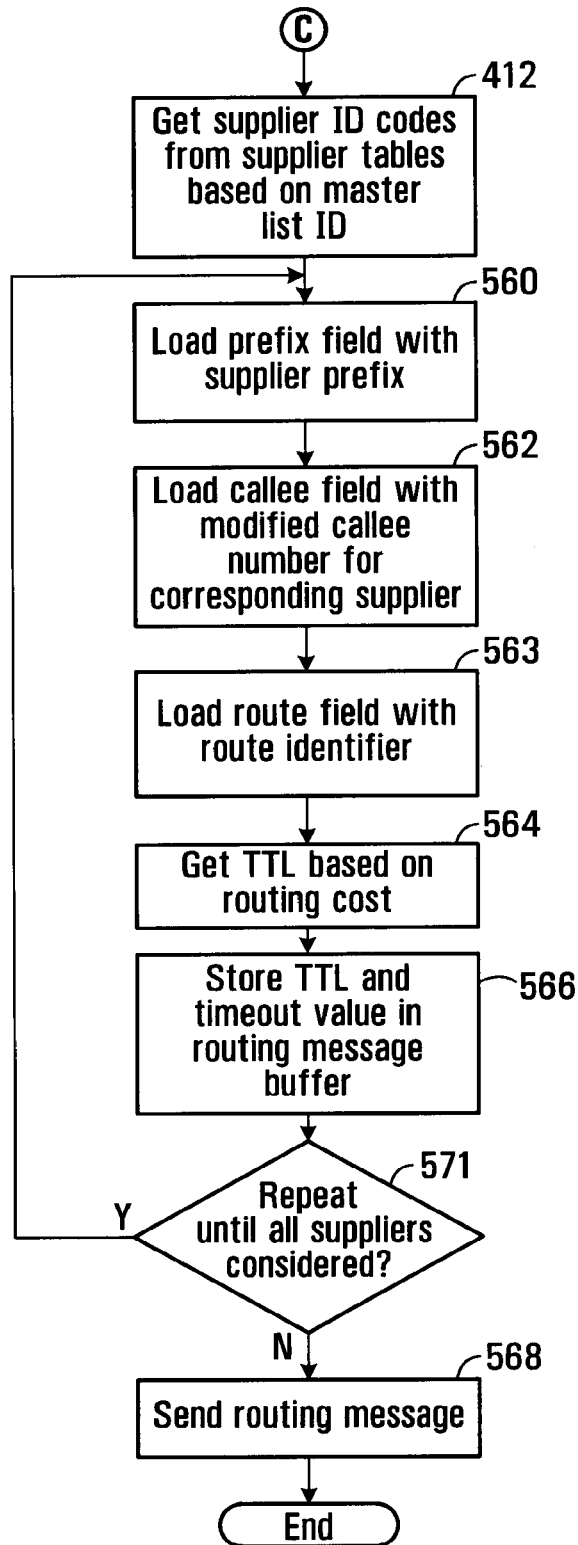 C
412
Get supplier ID codes
from supplier tables
based on master
list ID
560
Load prefix field with
supplier prefix
562
Load callee field with
modified callee
number for
corresponding supplier
563
Load route field with
route identifier
564
Get TTL based on
routing cost
Store TTL and
timeout value in
routing message
buffer
566
571
Repeat
until all suppliers
considered?
Y
N
568
Send routing message
End